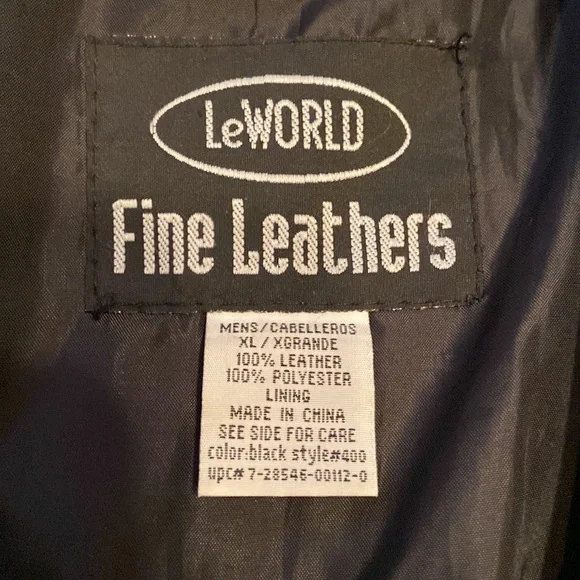 LeWORLD
Fine Leathers
MENS/CABELLEROS
XL / XGRANDE
100% LEATHER
100% POLYESTER
LINING
MADE IN CHINA
SEE SIDE FOR CARE
color:black style#400
upc# 7-28546-00112-0